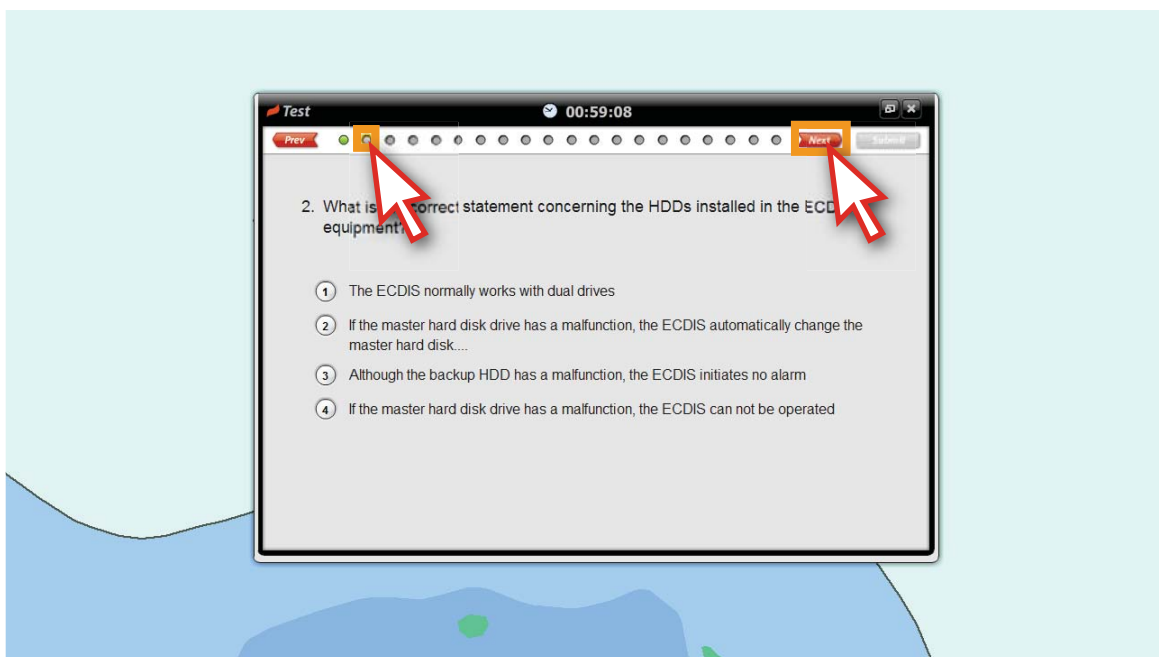 Test 00:59:08
Prev Next Submit
2. What is correct statement concerning the HDDs installed in the
equipment?
1 The ECDIS normally works with dual drives
2 If the master hard disk drive has a malfunction, the ECDIS automatically change the
master hard disk....
3 Although the backup HDD has a malfunction, the ECDIS initiates no alarm
4 If the master hard disk drive has a malfunction, the ECDIS can not be operated